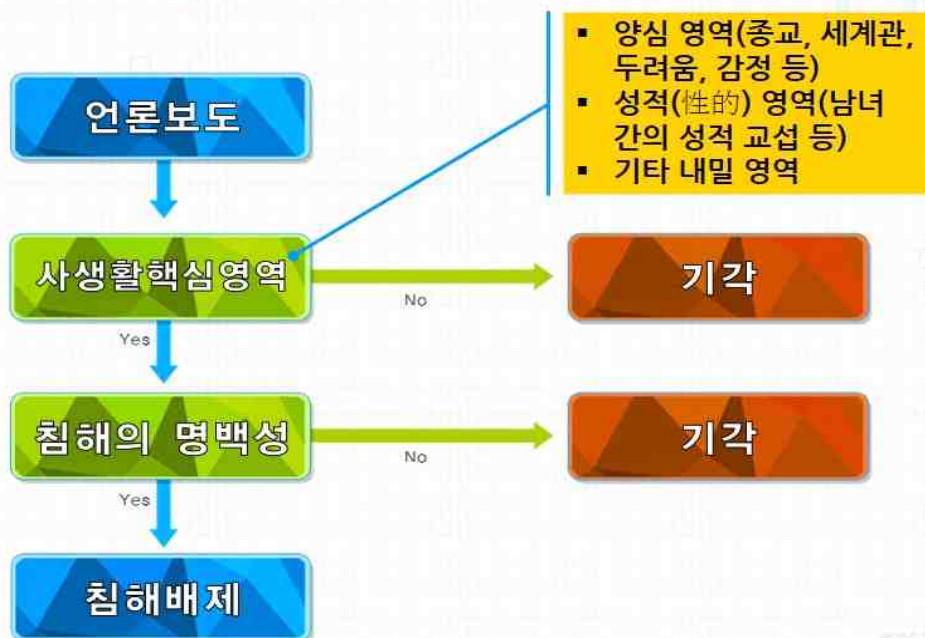 ▪ 양심 영역(종교, 세계관,
두려움, 감정 등)
▪ 성적(性的) 영역(남녀
간의 성적 교섭 등)
▪ 기타 내밀 영역
언론보도
사생활핵심영역
No
기각
Yes
침해의 명백성
No
기각
Yes
침해배제